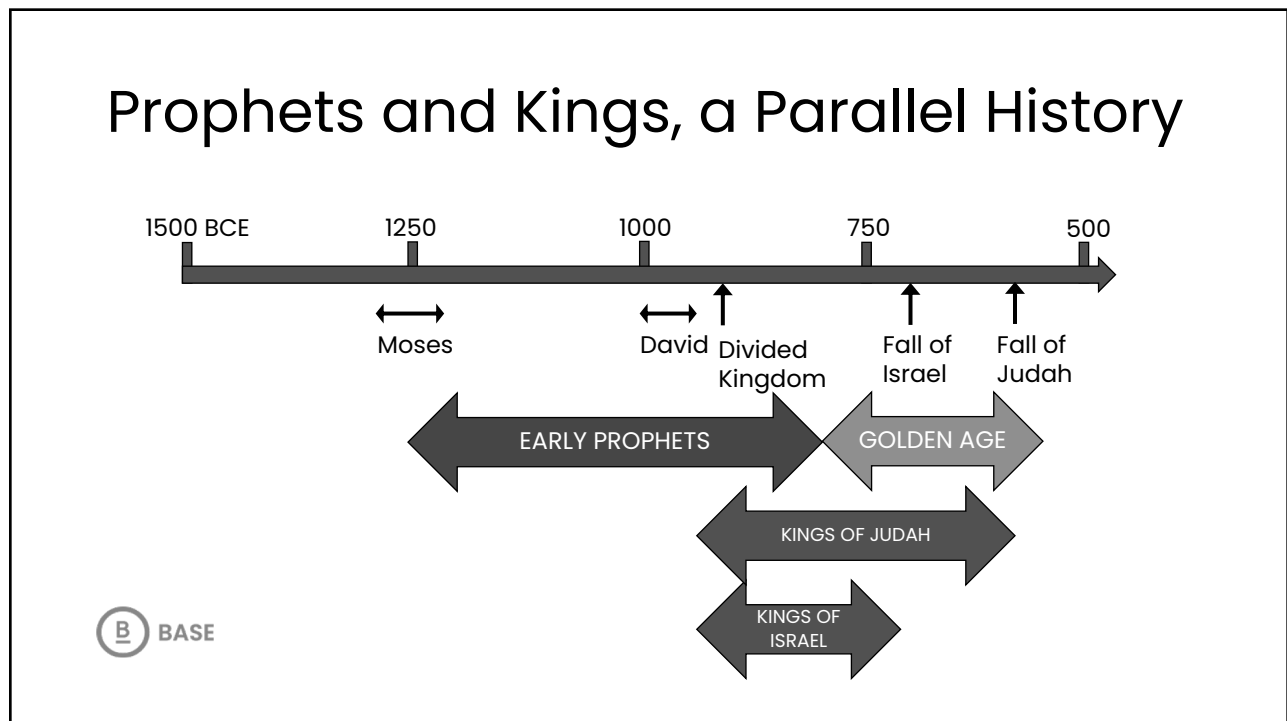 Prophets and Kings, a Parallel History
1500 BCE
1250
1000
750
500
Moses
David
Divided
Kingdom
Fall of
Israel
Fall of
Judah
EARLY PROPHETS
GOLDEN AGE
KINGS OF JUDAH
KINGS OF
ISRAEL
B BASE